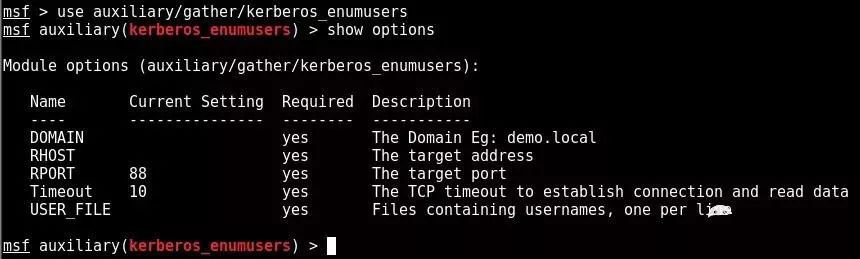 msf > use auxiliary/gather/kerberos_enumusers
msf auxiliary(kerberos_enumusers) > show options
Module options (auxiliary/gather/kerberos_enumusers):
Name Current Setting Required Description
---- --------------- -------- -----------
DOMAIN yes The Domain Eg: demo.local
RHOST yes The target address
RPORT 88 yes The target port
Timeout 10 yes The TCP timeout to establish connection and read data
USER_FILE yes Files containing usernames, one per
msf auxiliary(kerberos_enumusers) >